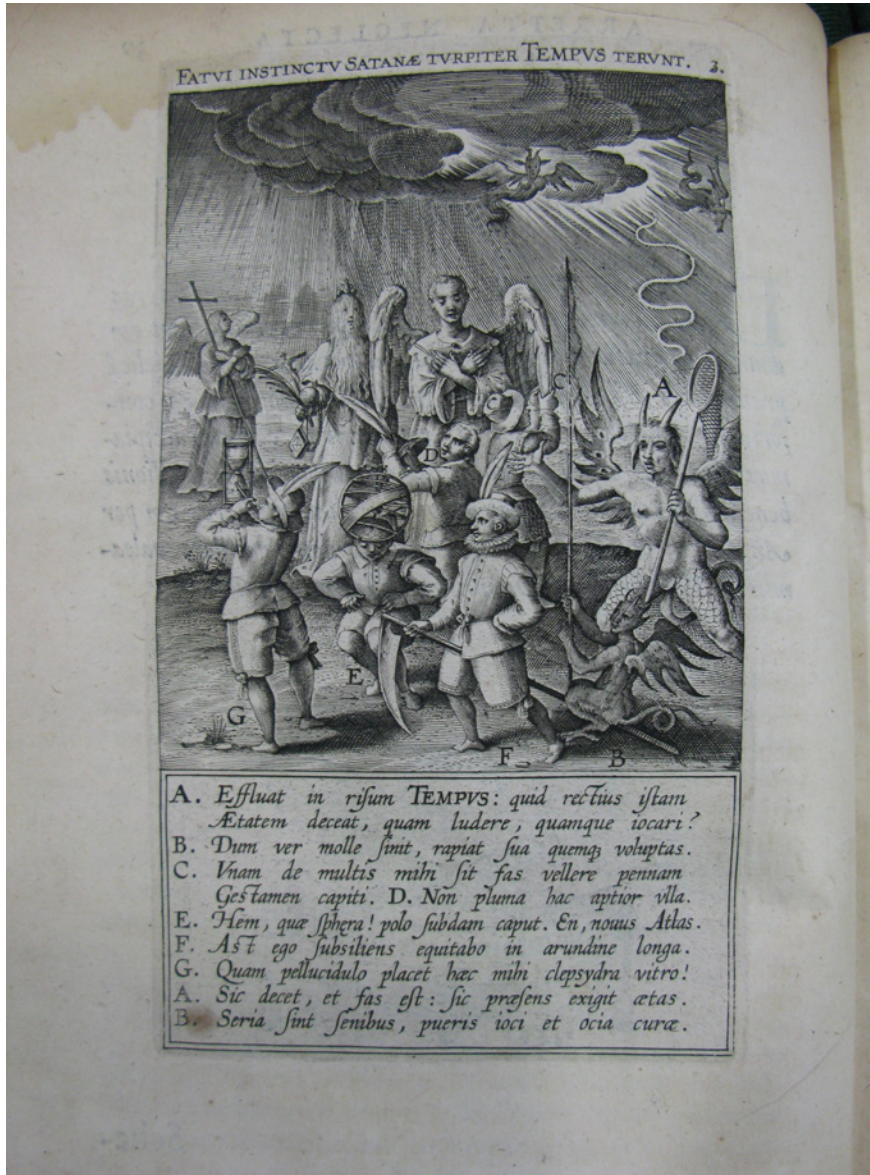 FATVI INSTINCTV SATANÆ TVRPITER TEMPVS TERVNT. 3.
C
A
D
E
G
F
B
A. Effluat in risum TEMPVS: quid rectius istam
Ætatem deceat, quam ludere, quamque iocari?
B. Dum ver molle sinit, rapiat sua quemqꝫ voluptas.
C. Vnam de multis mihi sit fas vellere pennam
Gestamen capiti. D. Non pluma hac aptior vlla.
E. Hem, quæ sphęra! polo subdam caput. En, nouus Atlas.
F. Ast ego subsiliens equitabo in arundine longa.
G. Quam pellucidulo placet hæc mihi clepsydra vitro!
A. Sic decet, et fas est: sic præsens exigit ætas.
B. Seria sint senibus, pueris ioci et ocia curæ.